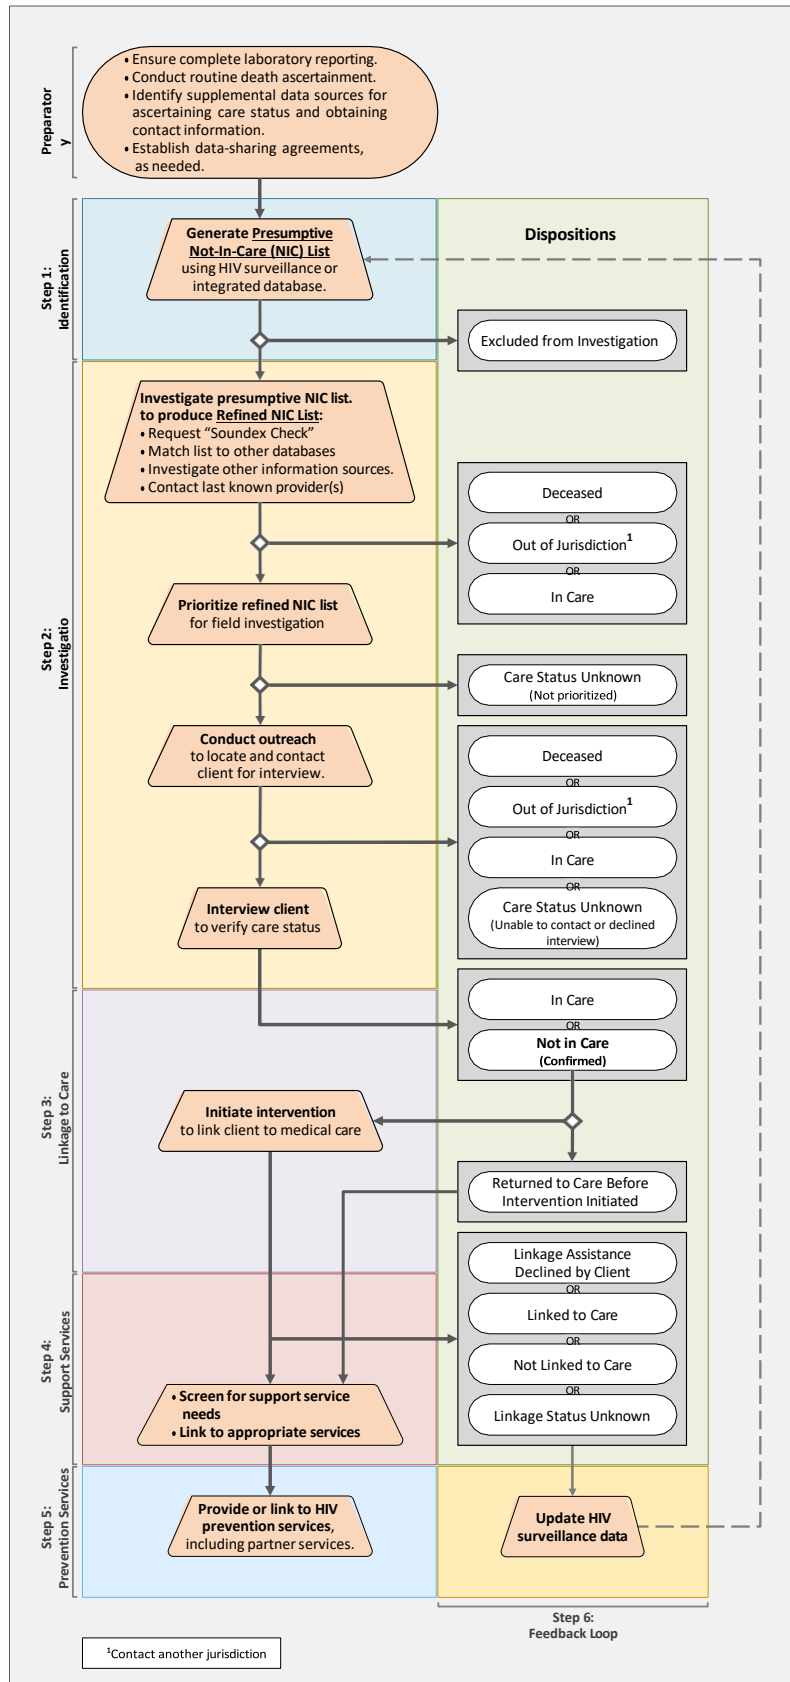 Preparator
y
• Ensure complete laboratory reporting.
• Conduct routine death ascertainment.
• Identify supplemental data sources for
ascertaining care status and obtaining
contact information.
• Establish data-sharing agreements,
as needed.
Step 1:
Identification
Generate Presumptive
Not-In-Care (NIC) List
using HIV surveillance or
integrated database.
Dispositions
Excluded from Investigation
Step 2:
Investigatio
Investigate presumptive NIC list.
to produce Refined NIC List:
• Request “Soundex Check”
• Match list to other databases
• Investigate other information sources.
• Contact last known provider(s)
Deceased
OR
Out of Jurisdiction1
OR
In Care
Prioritize refined NIC list
for field investigation
Care Status Unknown
(Not prioritized)
Conduct outreach
to locate and contact
client for interview.
Deceased
OR
Out of Jurisdiction1
OR
In Care
OR
Care Status Unknown
(Unable to contact or declined
interview)
Interview client
to verify care status
In Care
OR
Not in Care
(Confirmed)
Step 3:
Linkage to Care
Initiate intervention
to link client to medical care
Returned to Care Before
Intervention Initiated
Linkage Assistance
Declined by Client
OR
Linked to Care
OR
Not Linked to Care
OR
Linkage Status Unknown
Step 4:
Support Services
• Screen for support service
needs
• Link to appropriate services
Step 5:
Prevention Services
Provide or link to HIV
prevention services,
including partner services.
Update HIV
surveillance data
Step 6:
Feedback Loop
1Contact another jurisdiction